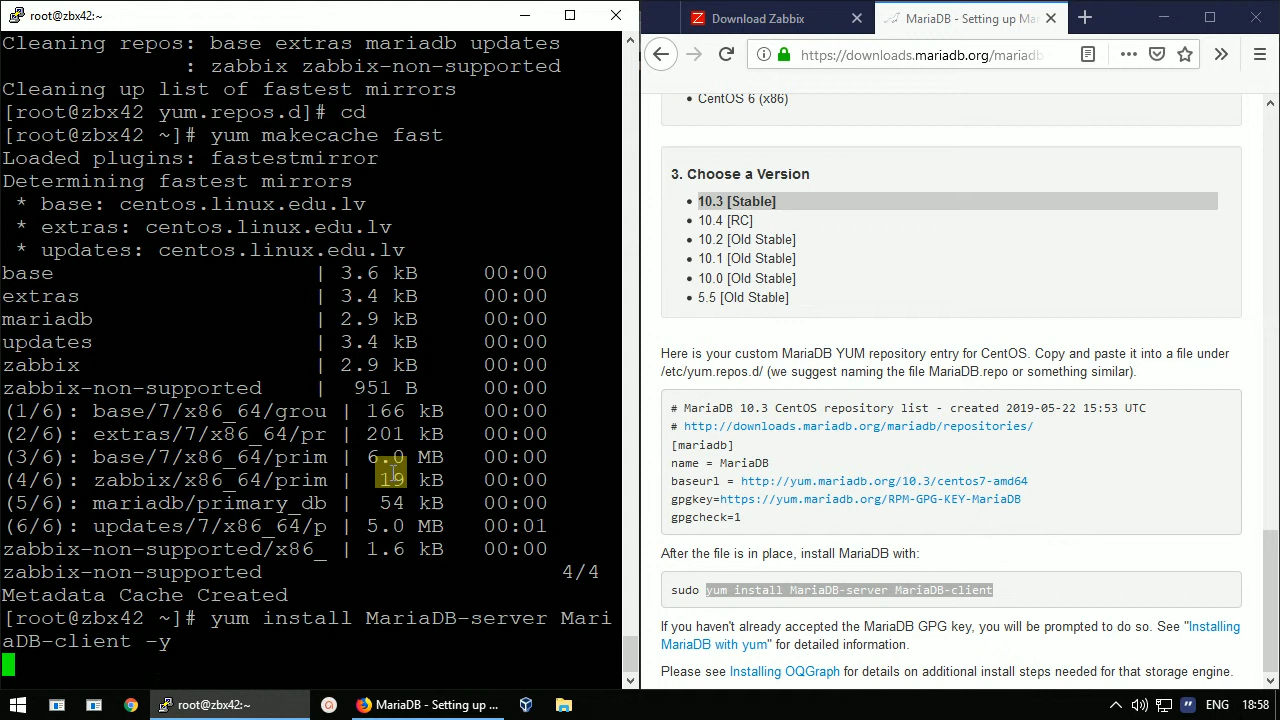 root@zbx42:~
Cleaning repos: base extras mariadb updates
: zabbix zabbix-non-supported
Cleaning up list of fastest mirrors
[root@zbx42 yum.repos.d]# cd
[root@zbx42 ~]# yum makecache fast
Loaded plugins: fastestmirror
Determining fastest mirrors
* base: centos.linux.edu.lv
* extras: centos.linux.edu.lv
* updates: centos.linux.edu.lv
base | 3.6 kB 00:00
extras | 3.4 kB 00:00
mariadb | 2.9 kB 00:00
updates | 3.4 kB 00:00
zabbix | 2.9 kB 00:00
zabbix-non-supported | 951 B 00:00
(1/6): base/7/x86_64/grou | 166 kB 00:00
(2/6): extras/7/x86_64/pr | 201 kB 00:00
(3/6): base/7/x86_64/prim | 6.0 MB 00:00
(4/6): zabbix/x86_64/prim | 19 kB 00:00
(5/6): mariadb/primary_db | 54 kB 00:00
(6/6): updates/7/x86_64/p | 5.0 MB 00:01
zabbix-non-supported/x86_ | 1.6 kB 00:00
zabbix-non-supported 4/4
Metadata Cache Created
[root@zbx42 ~]# yum install MariaDB-server Mari
aDB-client -y
Download Zabbix
MariaDB - Setting up Ma
https://downloads.mariadb.org/mariadb
• CentOS 6 (x86)
3. Choose a Version
• 10.3 [Stable]
• 10.4 [RC]
• 10.2 [Old Stable]
• 10.1 [Old Stable]
• 10.0 [Old Stable]
• 5.5 [Old Stable]
Here is your custom MariaDB YUM repository entry for CentOS. Copy and paste it into a file under
/etc/yum.repos.d/ (we suggest naming the file MariaDB.repo or something similar).
# MariaDB 10.3 CentOS repository list - created 2019-05-22 15:53 UTC
# http://downloads.mariadb.org/mariadb/repositories/
[mariadb]
name = MariaDB
baseurl = http://yum.mariadb.org/10.3/centos7-amd64
gpgkey=https://yum.mariadb.org/RPM-GPG-KEY-MariaDB
gpgcheck=1
After the file is in place, install MariaDB with:
sudo yum install MariaDB-server MariaDB-client
If you haven't already accepted the MariaDB GPG key, you will be prompted to do so. See "Installing
MariaDB with yum" for detailed information.
Please see Installing OQGraph for details on additional install steps needed for that storage engine.
root@zbx42:~
MariaDB - Setting up ...
ENG
18:58